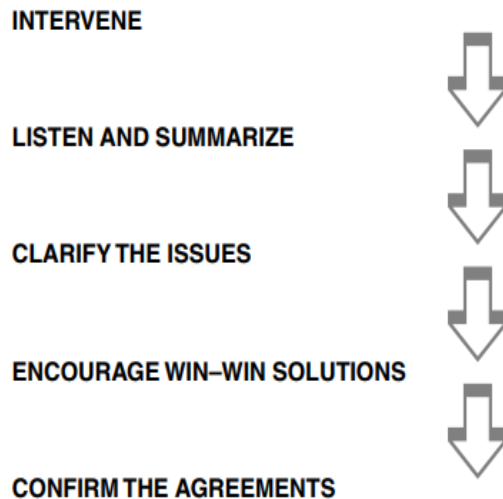 INTERVENE
LISTEN AND SUMMARIZE
CLARIFY THE ISSUES
ENCOURAGE WIN–WIN SOLUTIONS
CONFIRM THE AGREEMENTS